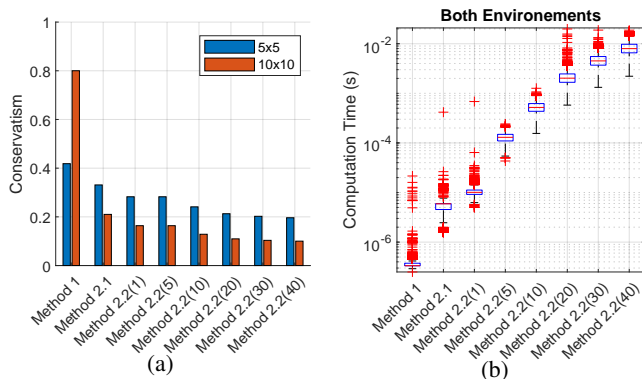 1
0.8
0.6
0.4
0.2
0
Conservatism
5x5
10x10
Method 1
Method 2.1
Method 2.2(1)
Method 2.2(5)
Method 2.2(10)
Method 2.2(20)
Method 2.2(30)
Method 2.2(40)
(a)
Both Environements
10-2
10-4
10-6
Computation Time (s)
Method 1
Method 2.1
Method 2.2(1)
Method 2.2(5)
Method 2.2(10)
Method 2.2(20)
Method 2.2(30)
Method 2.2(40)
(b)